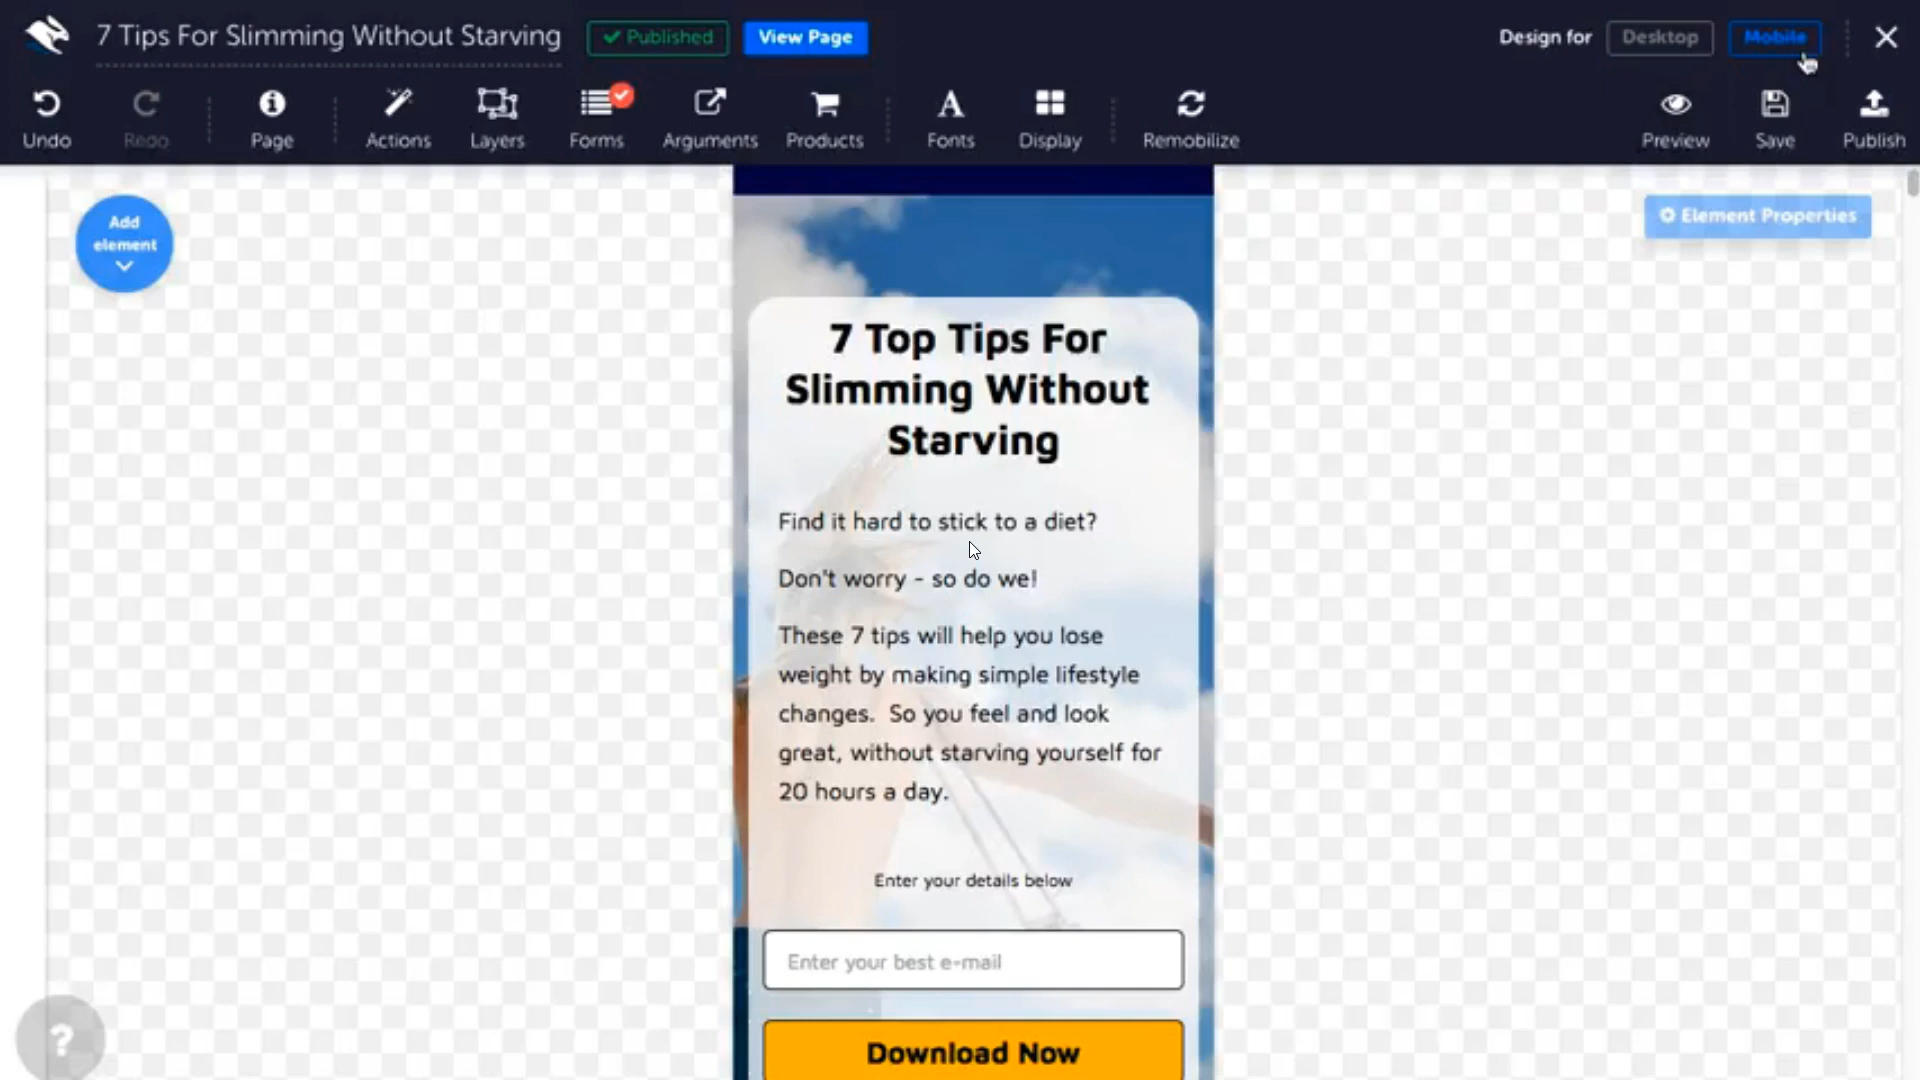 7 Tips For Slimming Without Starving
Published
View Page
Design for
Desktop
Mobile
Undo
Redo
Page
Actions
Layers
Forms
Arguments
Products
Fonts
Display
Remobilize
Preview
Save
Publish
Add
element
Element Properties
7 Top Tips For
Slimming Without
Starving
Find it hard to stick to a diet?
Don't worry - so do we!
These 7 tips will help you lose
weight by making simple lifestyle
changes.  So you feel and look
great, without starving yourself for
20 hours a day.
Enter your details below
Enter your best e-mail
Download Now
?